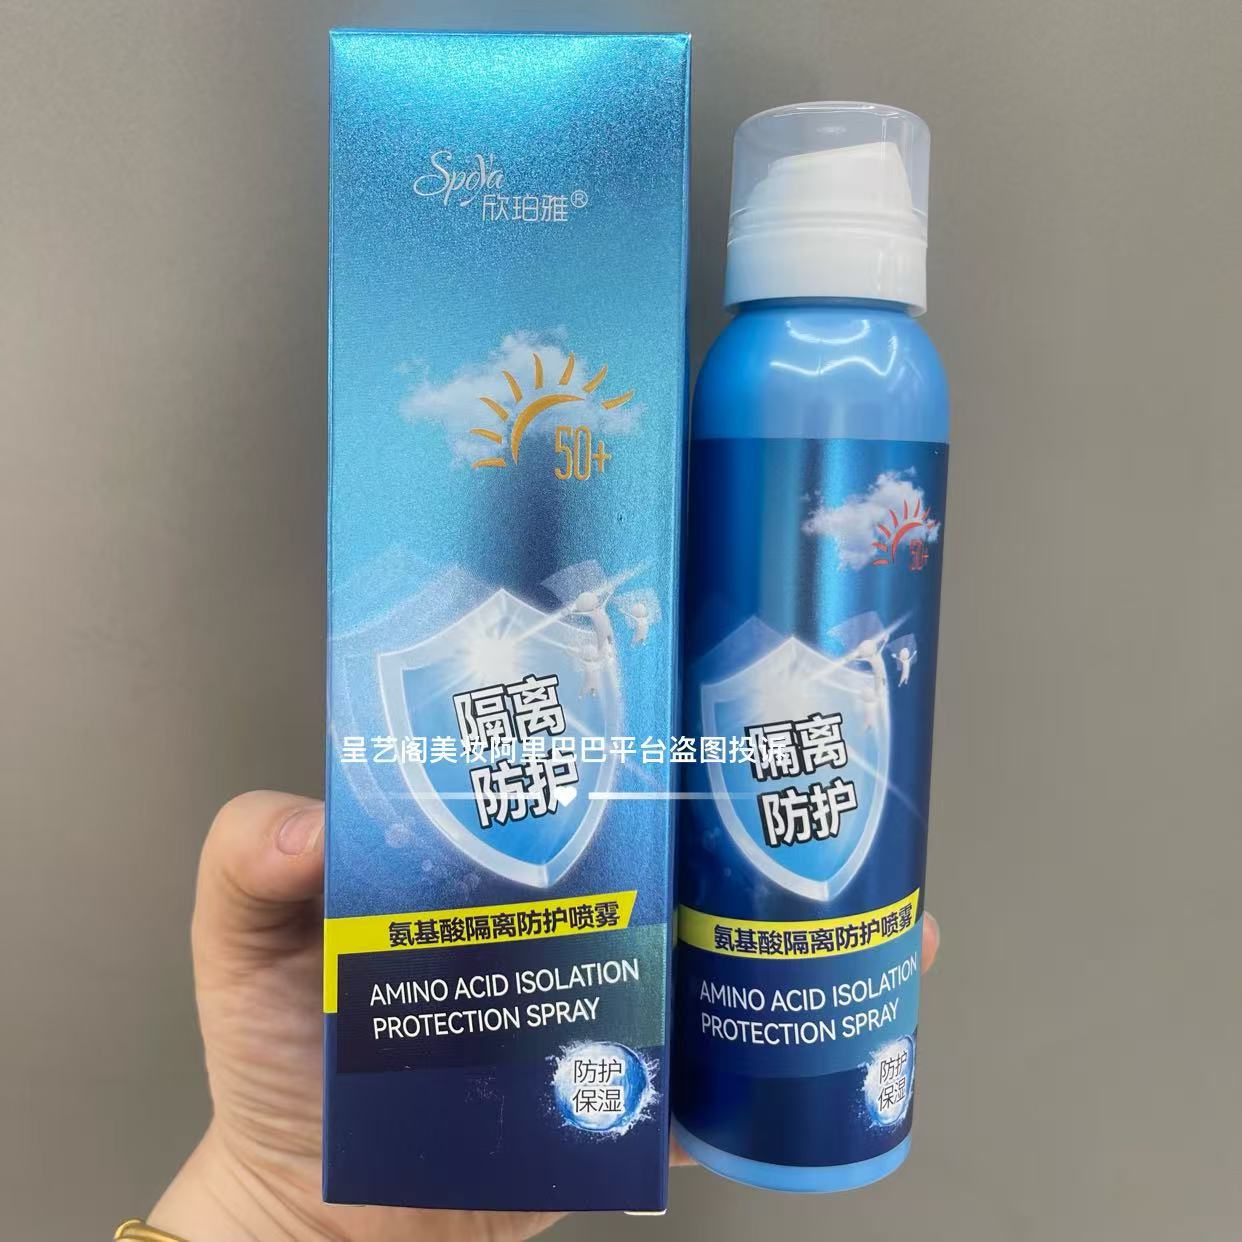 Spoya
欣珀雅®
50+
隔离
防护
氨基酸隔离防护喷雾
AMINO ACID ISOLATION
PROTECTION SPRAY
防护
保湿
50+
隔离
防护
氨基酸隔离防护喷雾
AMINO ACID ISOLATION
PROTECTION SPRAY
防护
保湿
呈艺阁美妆阿里巴巴平台盗图投诉